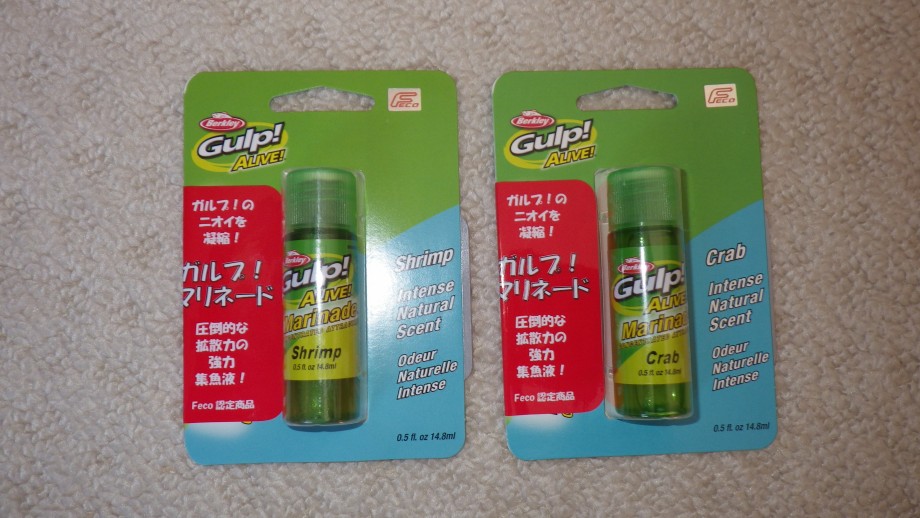 Feco
Berkley
Gulp!
ALIVE!
ガルプ！の
ニオイを
凝縮！
ガルプ！
マリネード
圧倒的な
拡散力の
強力
集魚液！
Feco 認定商品
Berkley
Gulp!
ALIVE!
Marinade
Shrimp
0.5 fl. oz 14.8ml
Shrimp
Intense
Natural
Scent
Odeur
Naturelle
Intense
0.5 fl. oz 14.8ml
Feco
Berkley
Gulp!
ALIVE!
ガルプ！の
ニオイを
凝縮！
ガルプ！
マリネード
圧倒的な
拡散力の
強力
集魚液！
Feco 認定商品
Berkley
Gulp!
ALIVE!
Marinad
Crab
0.5 fl. oz 14.8ml
Crab
Intense
Natural
Scent
Odeur
Naturelle
Intense
0.5 fl. oz 14.8ml